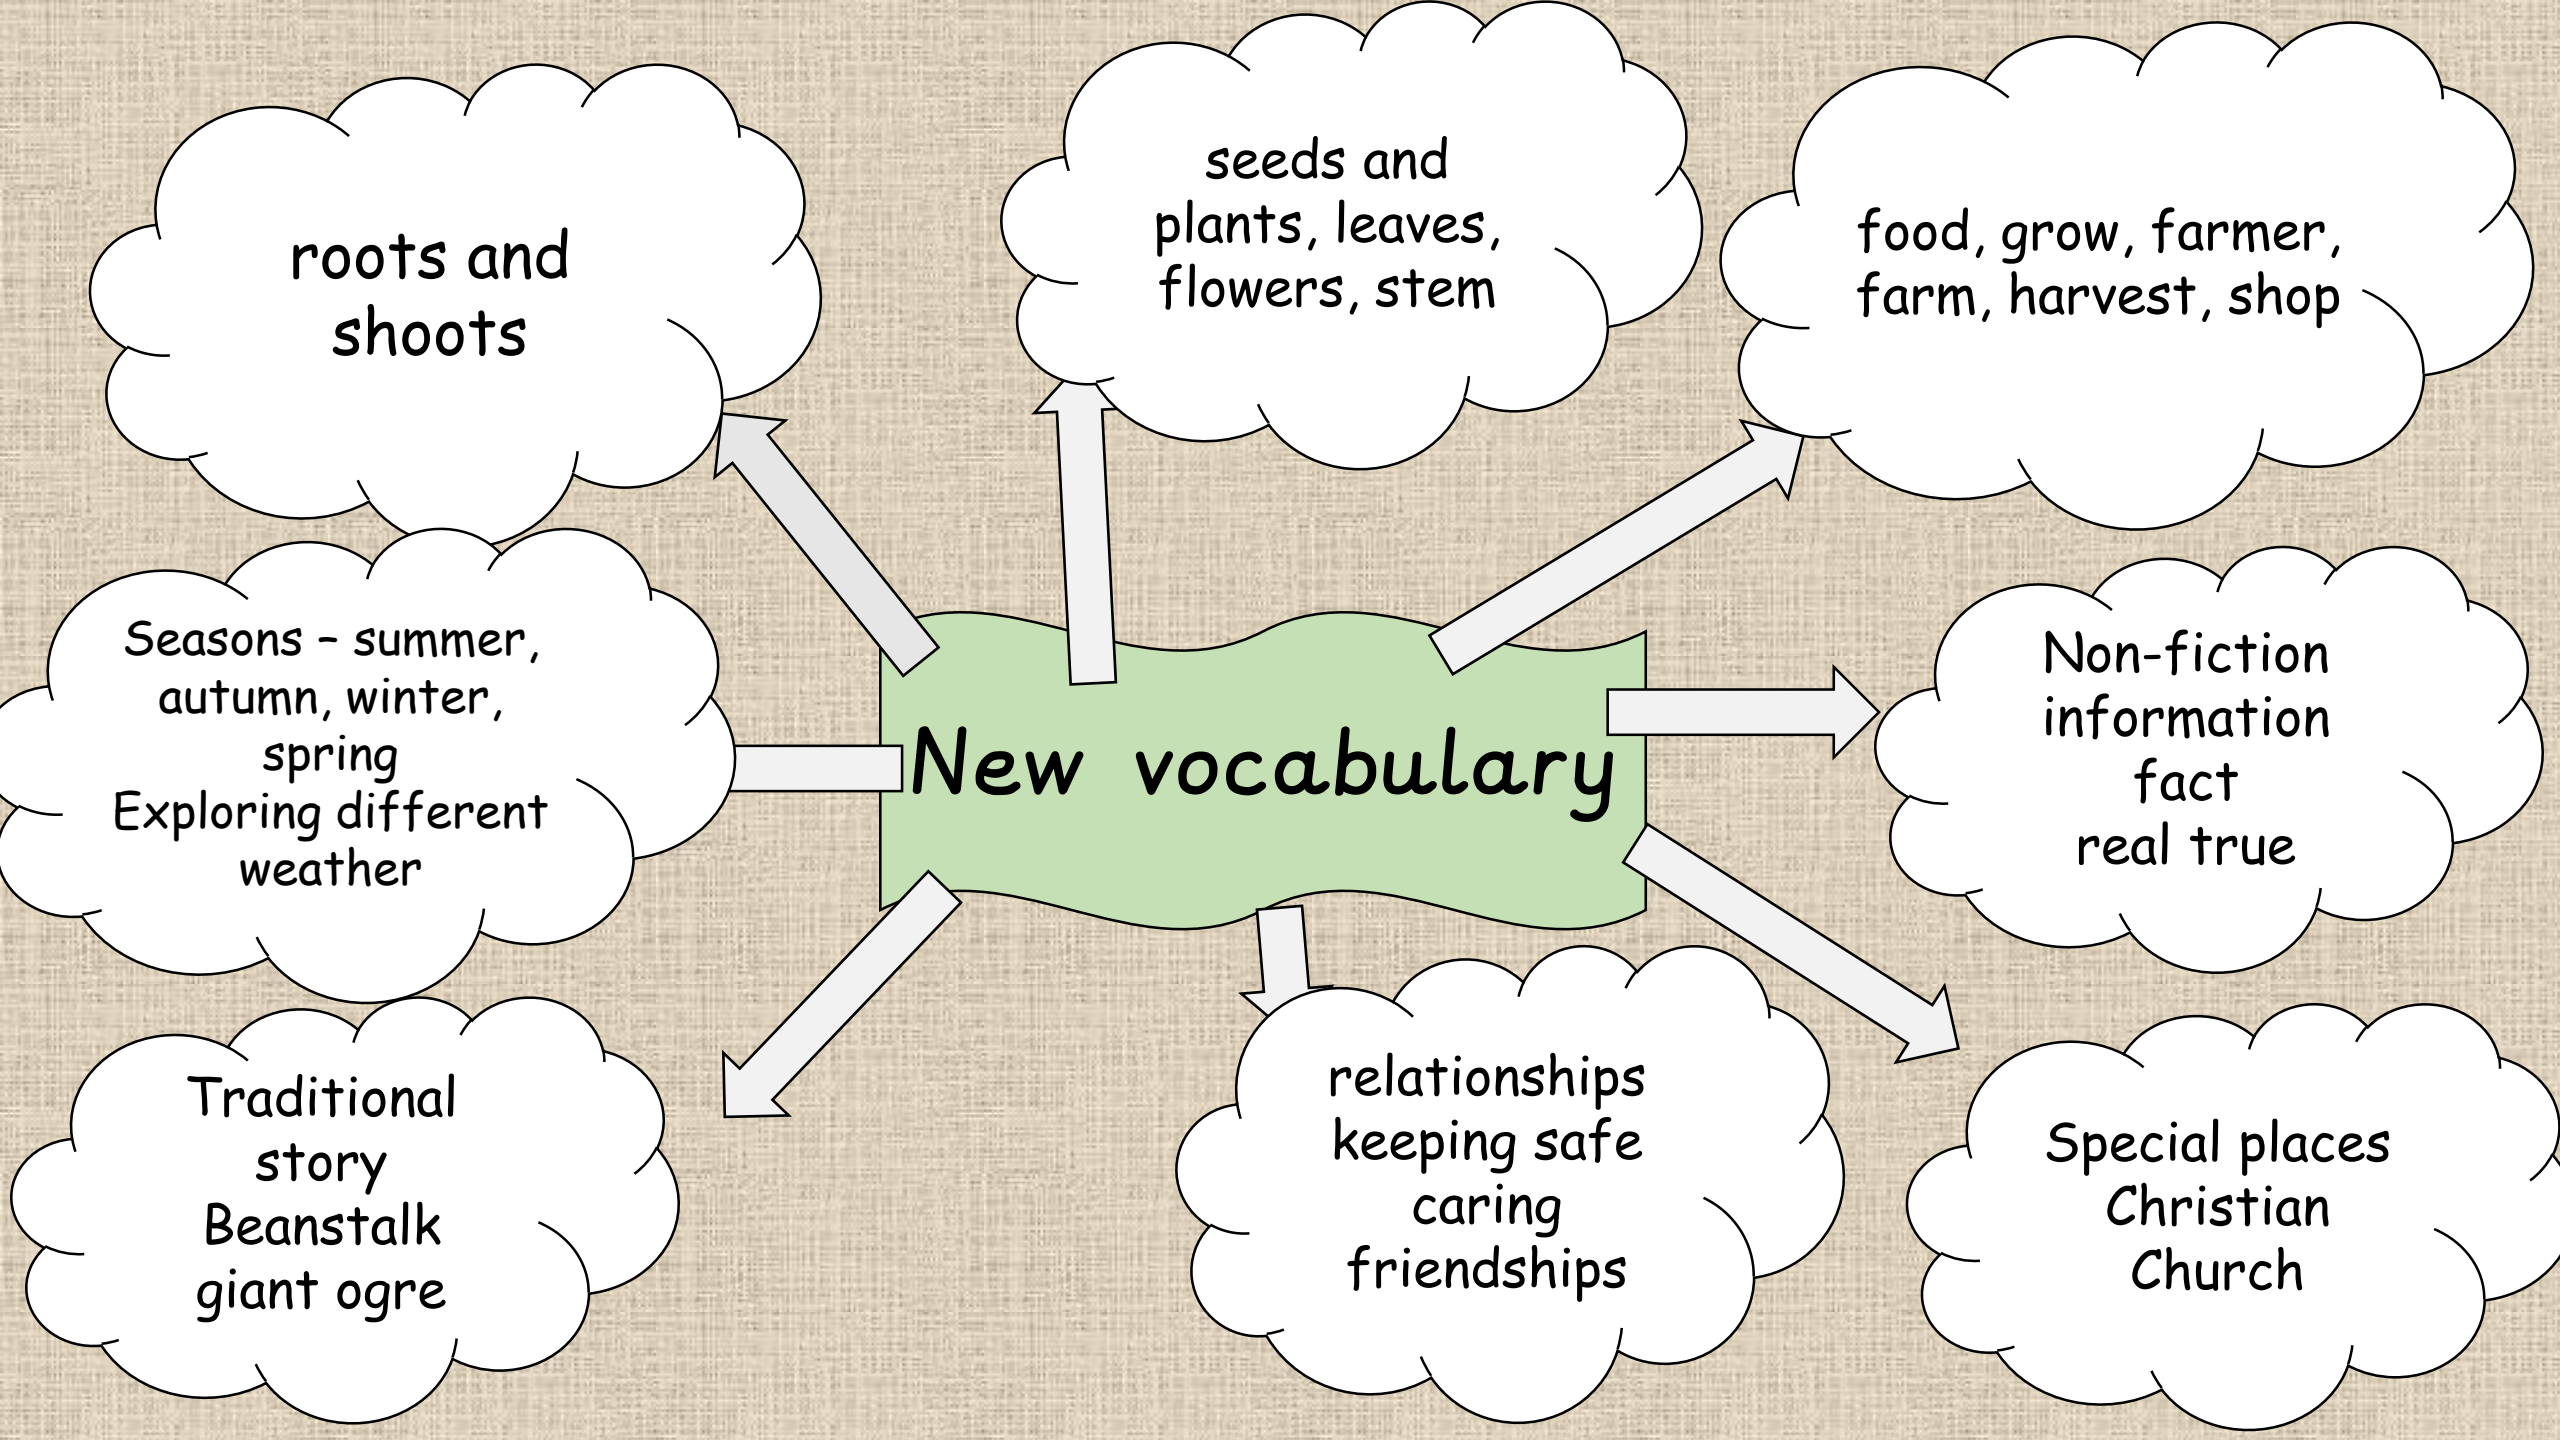 roots and
shoots
seeds and
plants, leaves,
flowers, stem
food, grow, farmer,
farm, harvest, shop
Seasons – summer,
autumn, winter,
spring
Exploring different
weather
New vocabulary
Non-fiction
information
fact
real true
Traditional
story
Beanstalk
giant ogre
relationships
keeping safe
caring
friendships
Special places
Christian
Church